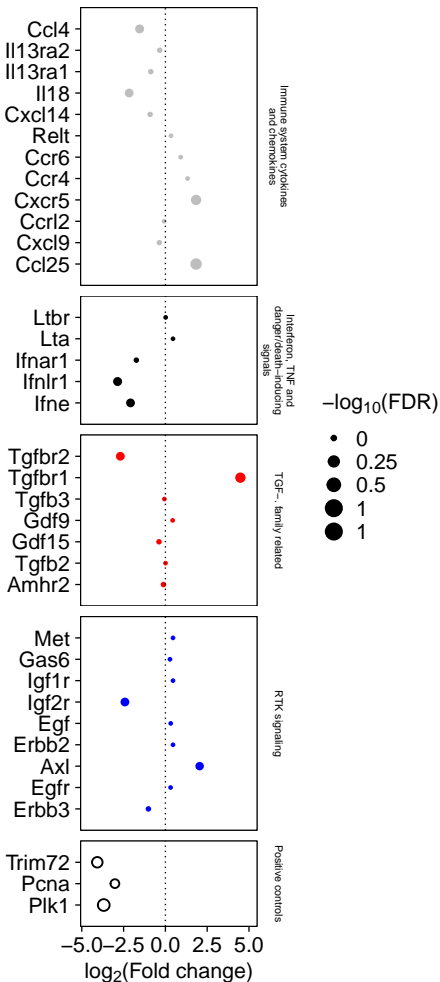 Ccl4
Il13ra2
Il13ra1
Il18
Cxcl14
Relt
Ccr6
Ccr4
Cxcr5
Ccrl2
Cxcl9
Ccl25
Immune system cytokines
and chemokines
Ltbr
Lta
Ifnar1
Ifnlr1
Ifne
Interferon, TNF and
danger/death−inducing
signals
Tgfbr2
Tgfbr1
Tgfb3
Gdf9
Gdf15
Tgfb2
Amhr2
TGF−. family related
Met
Gas6
Igf1r
Igf2r
Egf
Erbb2
Axl
Egfr
Erbb3
RTK signaling
Trim72
Pcna
Plk1
Positive controls
−5.0 −2.5 0.0 2.5 5.0
log2(Fold change)
−log10(FDR)
0
0.25
0.5
1
1